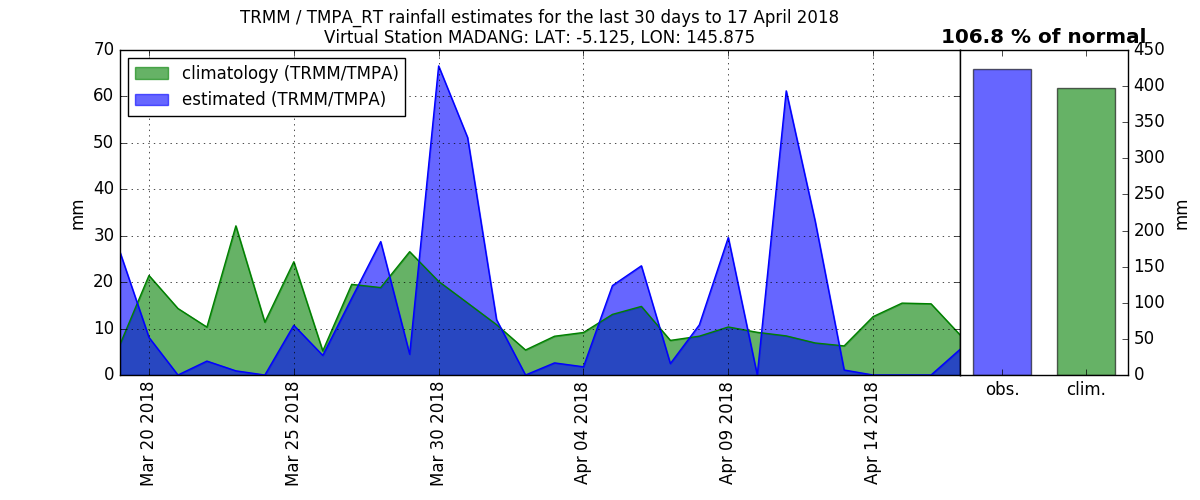 TRMM / TMPA_RT rainfall estimates for the last 30 days to 17 April 2018
Virtual Station MADANG: LAT: -5.125, LON: 145.875
106.8 % of normal
climatology (TRMM/TMPA)
estimated (TRMM/TMPA)
mm
70
60
50
40
30
20
10
0
Mar 20 2018
Mar 25 2018
Mar 30 2018
Apr 04 2018
Apr 09 2018
Apr 14 2018
obs.
clim.
450
400
350
300
250
200
150
100
50
0
mm